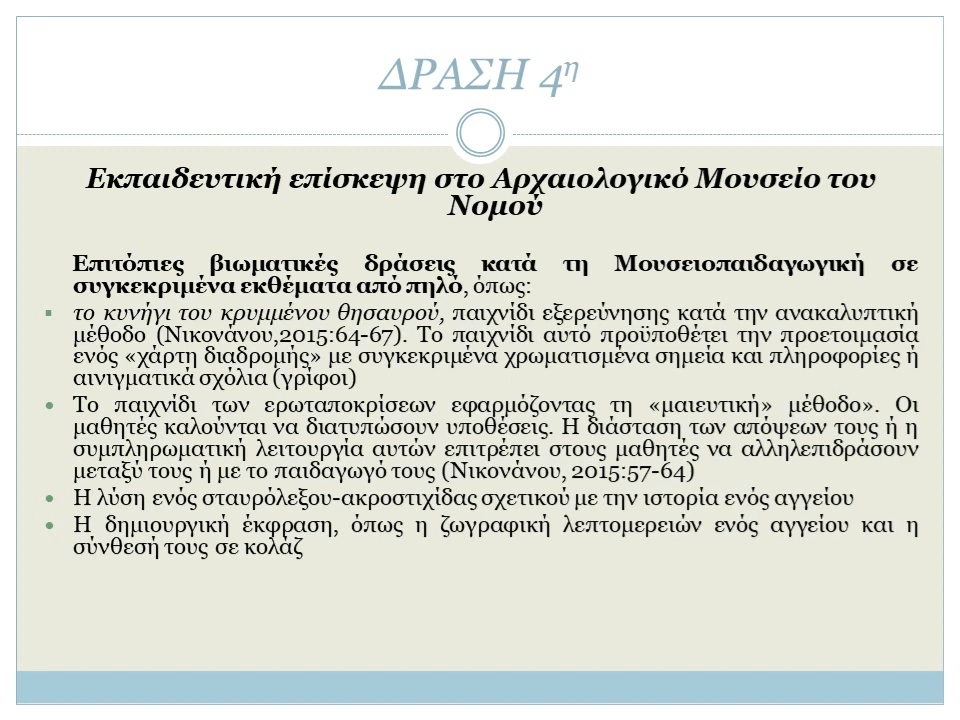 ΔΡΑΣΗ 4η
Εκπαιδευτική επίσκεψη στο Αρχαιολογικό Μουσείο του
Νομού
Επιτόπιες βιωματικές δράσεις κατά τη Μουσειοπαιδαγωγική σε
συγκεκριμένα εκθέματα από πηλό, όπως:
▪ το κυνήγι του κρυμμένου θησαυρού, παιχνίδι εξερεύνησης κατά την ανακαλυπτική
μέθοδο (Νικονάνου,2015:64-67). Το παιχνίδι αυτό προϋποθέτει την προετοιμασία
ενός «χάρτη διαδρομής» με συγκεκριμένα χρωματισμένα σημεία και πληροφορίες ή
αινιγματικά σχόλια (γρίφοι)
• Το παιχνίδι των ερωταποκρίσεων εφαρμόζοντας τη «μαιευτική» μέθοδο». Οι
μαθητές καλούνται να διατυπώσουν υποθέσεις. Η διάσταση των απόψεων τους ή η
συμπληρωματική λειτουργία αυτών επιτρέπει στους μαθητές να αλληλεπιδράσουν
μεταξύ τους ή με το παιδαγωγό τους (Νικονάνου, 2015:57-64)
• Η λύση ενός σταυρόλεξου-ακροστιχίδας σχετικού με την ιστορία ενός αγγείου
• Η δημιουργική έκφραση, όπως η ζωγραφική λεπτομερειών ενός αγγείου και η
σύνθεσή τους σε κολάζ